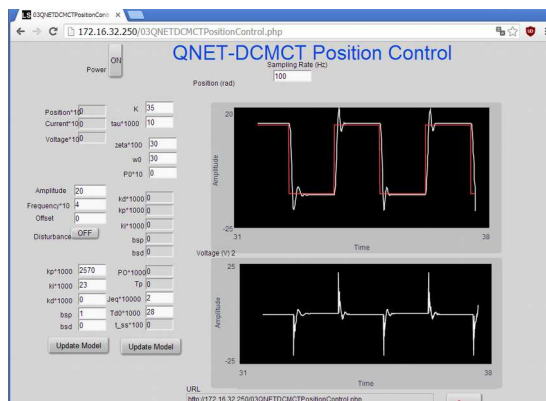 03QNETDCMCTPositionCont
172.16.32.250/03QNETDCMCTPositionControl.php
QNET-DCMCT Position Control
Power ON
Sampling Rate (Hz)
100
Position (rad)
Position*10 0
Current*100 0
Voltage*10 0
K 35
tau*1000 10
zeta*100 30
w0 30
P0*10 0
Amplitude 20
Frequency*10 4
Offset 0
Disturbance OFF
kd*1000 0
kp*1000 0
ki*1000 0
bsp 0
bsd 0
kp*1000 2570
ki*1000 23
kd*1000 0
bsp 1
bsd 0
Update Model
PO*1000 0
Tp 0
Jeq*10000 2
Td0*1000 28
t_ss*100 0
Update Model
20
Amplitude
-25
31
38
Time
Voltage (V) 2
25
Amplitude
-25
31
38
Time
URL
http://172.16.32.250/03QNETDCMCTPositionControl.php